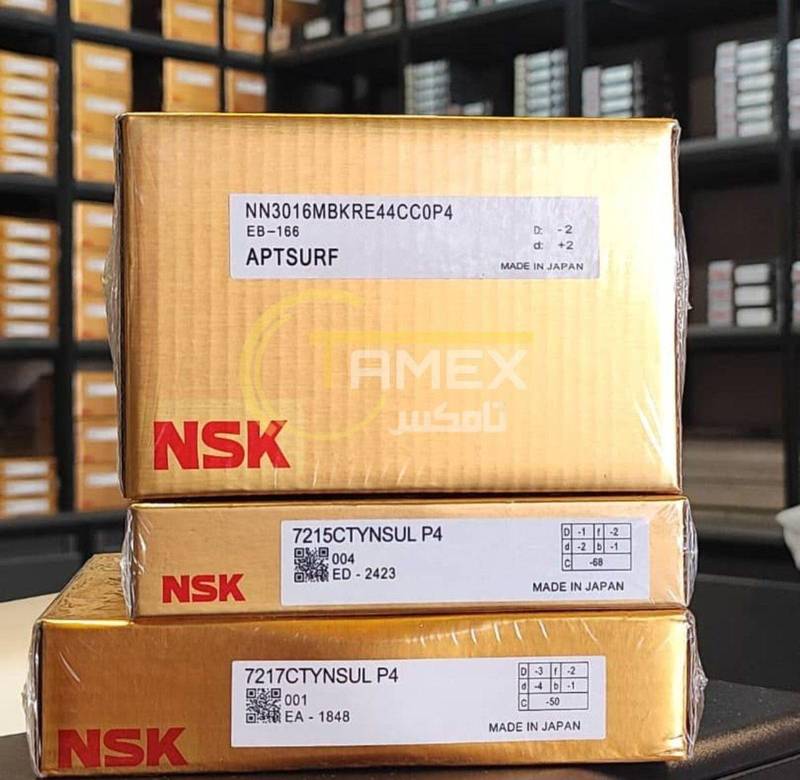 NN3016MBKRE44CC0P4
EB-166
D: -2
d: +2
APTSURF
MADE IN JAPAN
TAMEX
تامکس
NSK
7215CTYNSUL P4
004
ED - 2423
D -1 f -2
d -2 b -1
C -68
MADE IN JAPAN
NSK
7217CTYNSUL P4
001
EA - 1848
D -3 f -2
d -4 b -1
C -50
MADE IN JAPAN
NSK